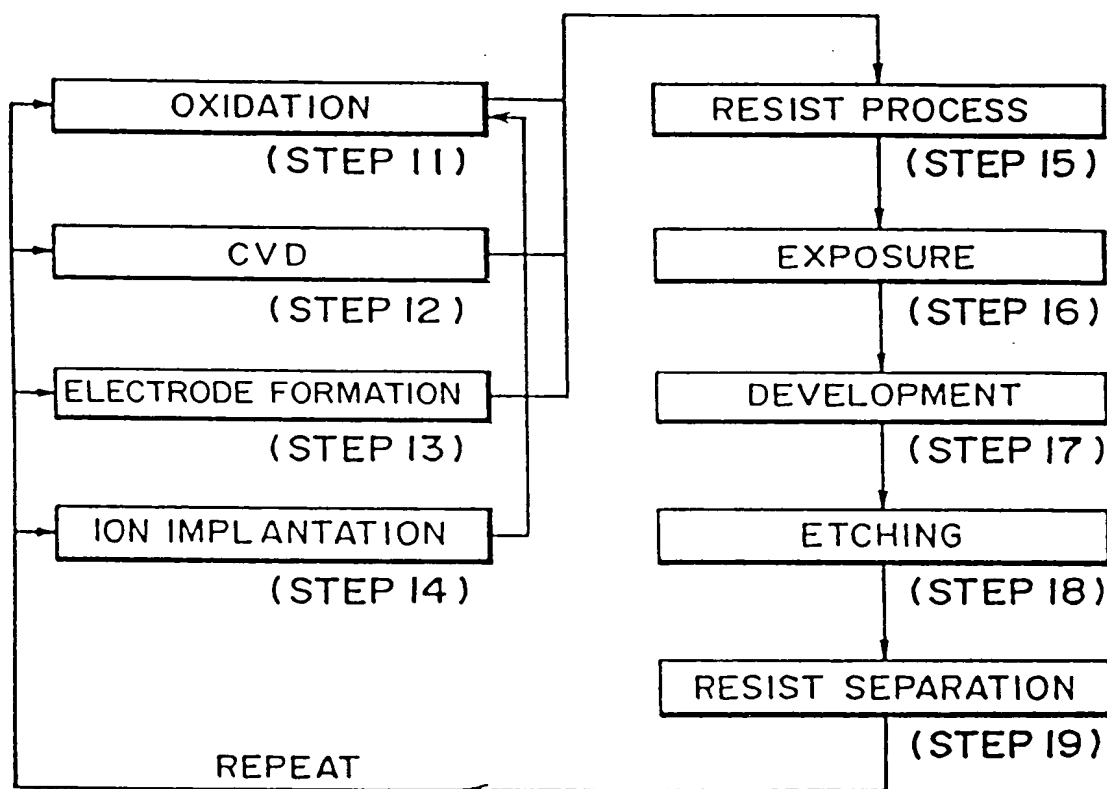 OXIDATION
(STEP 11)
CVD
(STEP 12)
ELECTRODE FORMATION
(STEP 13)
ION IMPLANTATION
(STEP 14)
RESIST PROCESS
(STEP 15)
EXPOSURE
(STEP 16)
DEVELOPMENT
(STEP 17)
ETCHING
(STEP 18)
RESIST SEPARATION
(STEP 19)
REPEAT